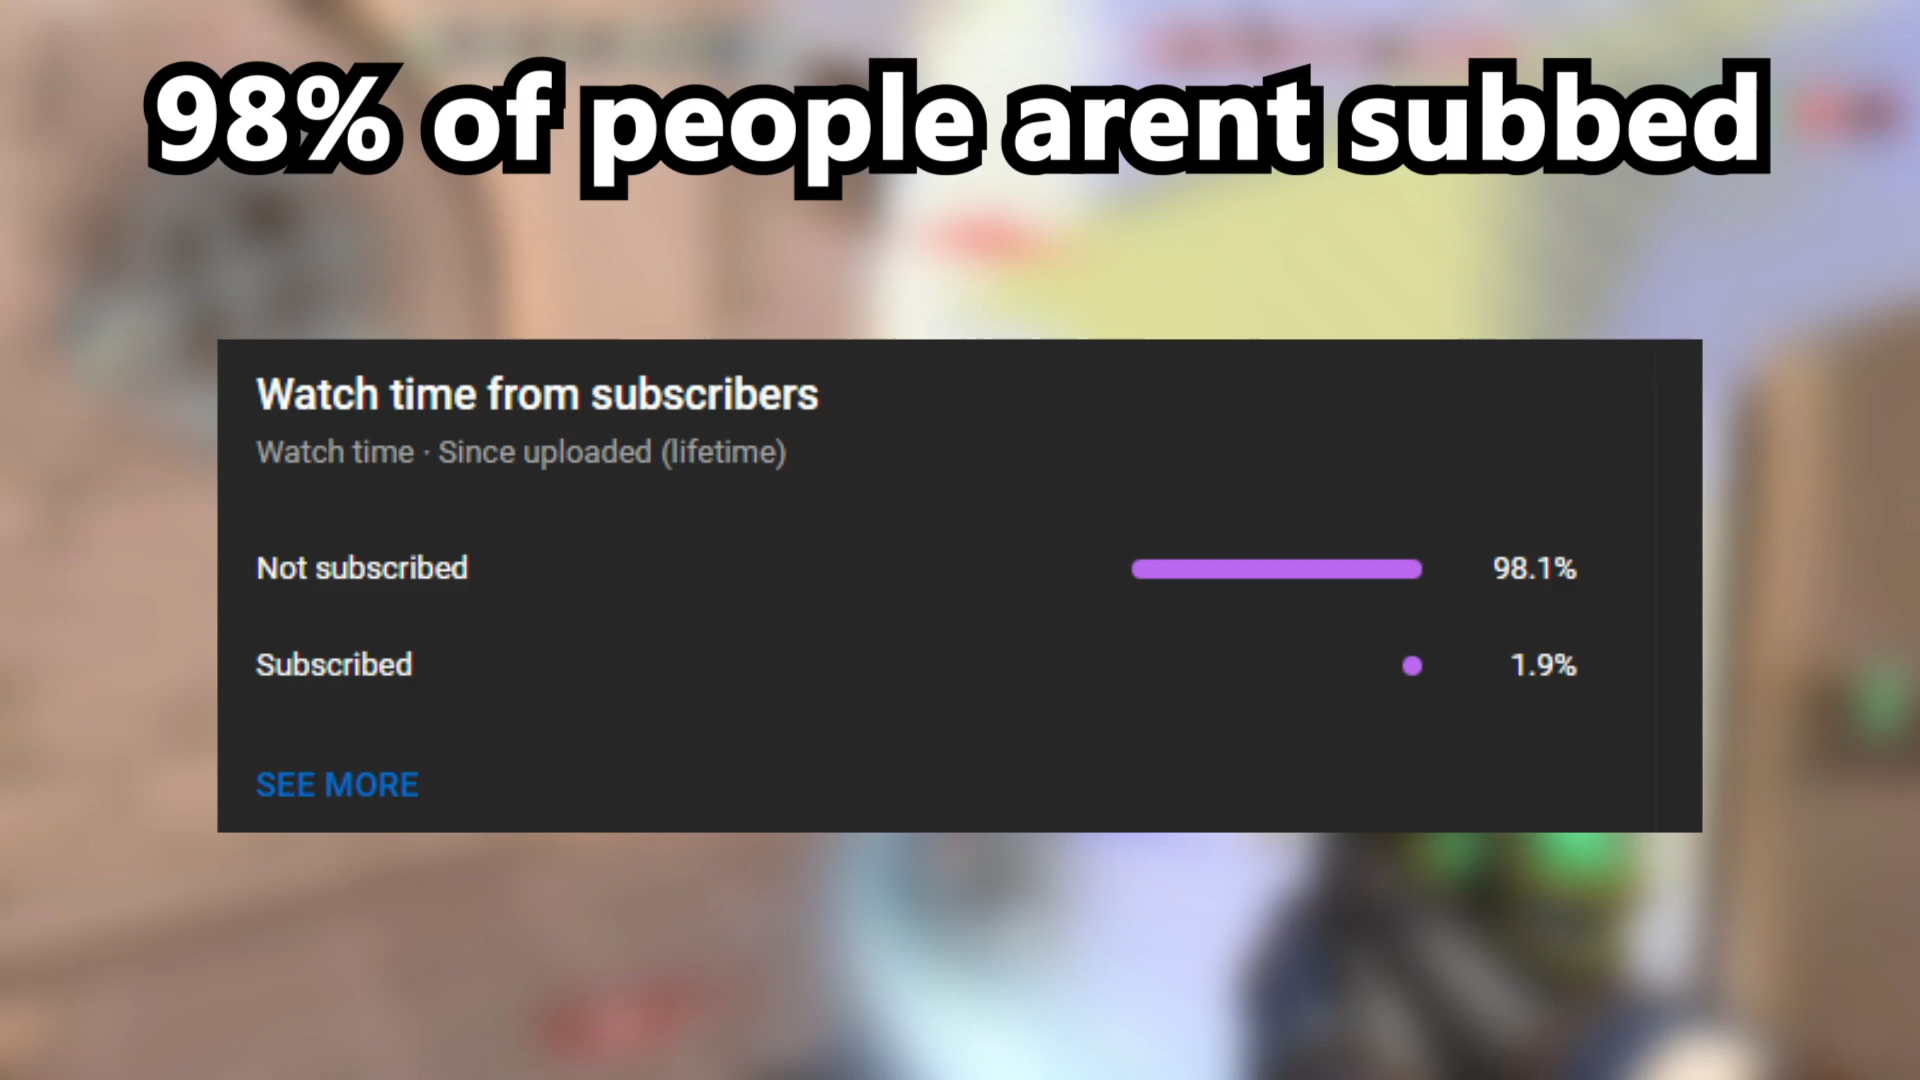 98% of people arent subbed
Watch time from subscribers
Watch time · Since uploaded (lifetime)
Not subscribed 98.1%
Subscribed 1.9%
SEE MORE